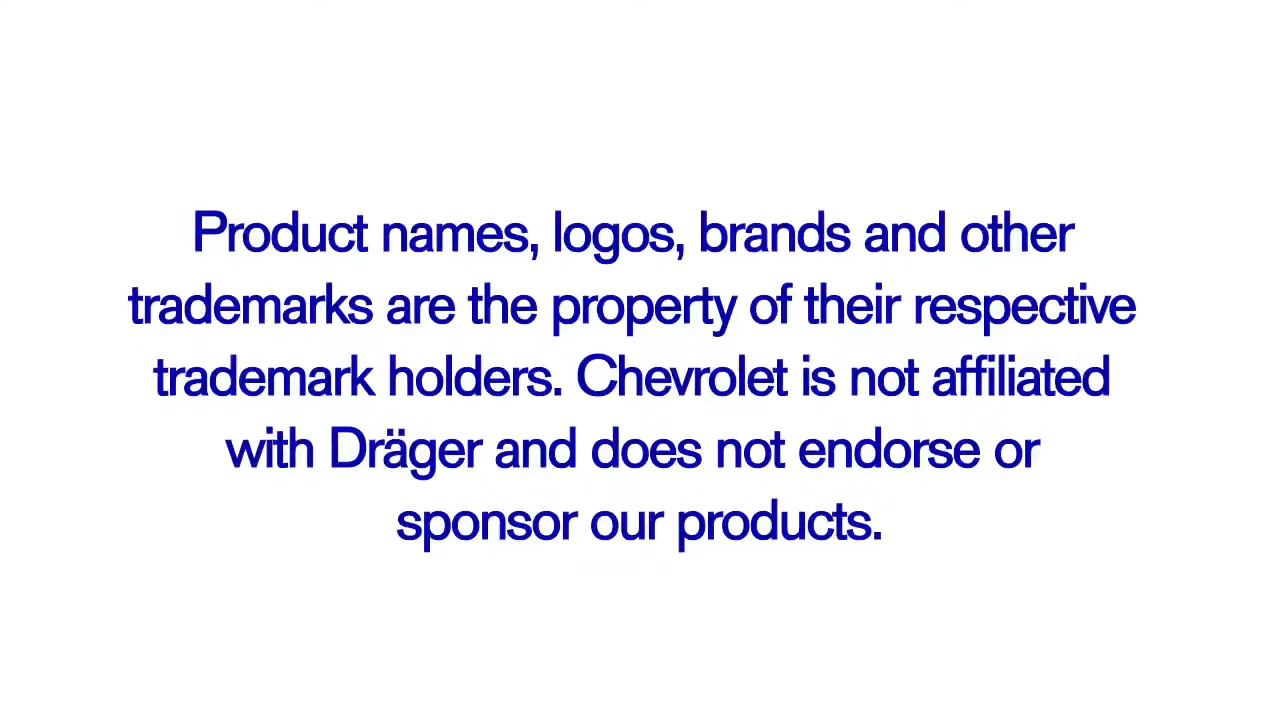 Product names, logos, brands and other
trademarks are the property of their respective
trademark holders. Chevrolet is not affiliated
with Dräger and does not endorse or
sponsor our products.